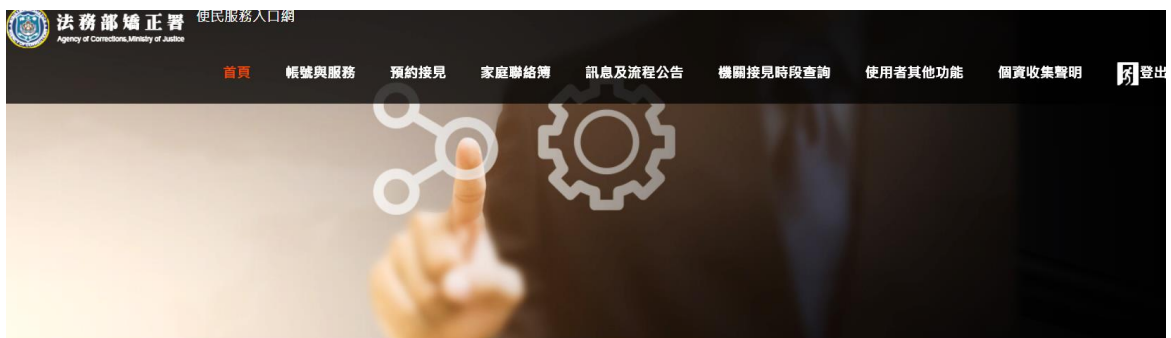 法務部矯正署 便民服務入口網
Agency of Corrections,Ministry of Justice
首頁 帳號與服務 預約接見 家庭聯絡簿 訊息及流程公告 機關接見時段查詢 使用者其他功能 個資收集聲明 登出